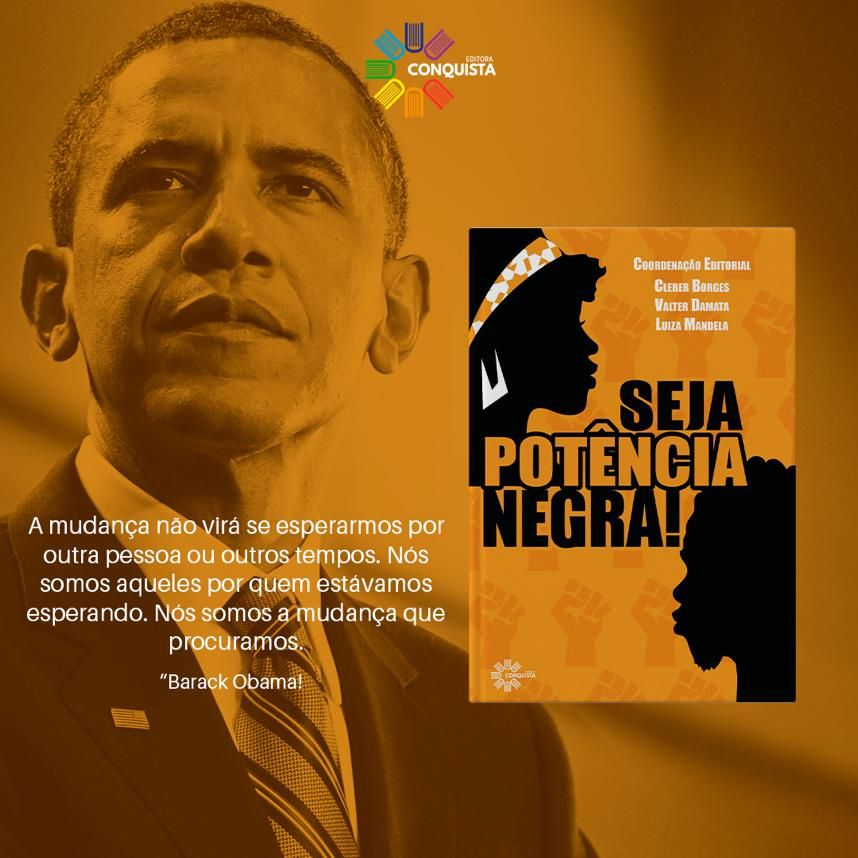 EDITORA
CONQUISTA
COORDENAÇÃO EDITORIAL
CLEBER BORGES
VALTER DAMATA
LUIZA MANDELA
SEJA
POTÊNCIA
NEGRA!
CONQUISTA
A mudança não virá se esperarmos por
outra pessoa ou outros tempos. Nós
somos aqueles por quem estávamos
esperando. Nós somos a mudança que
procuramos.
“Barack Obama!